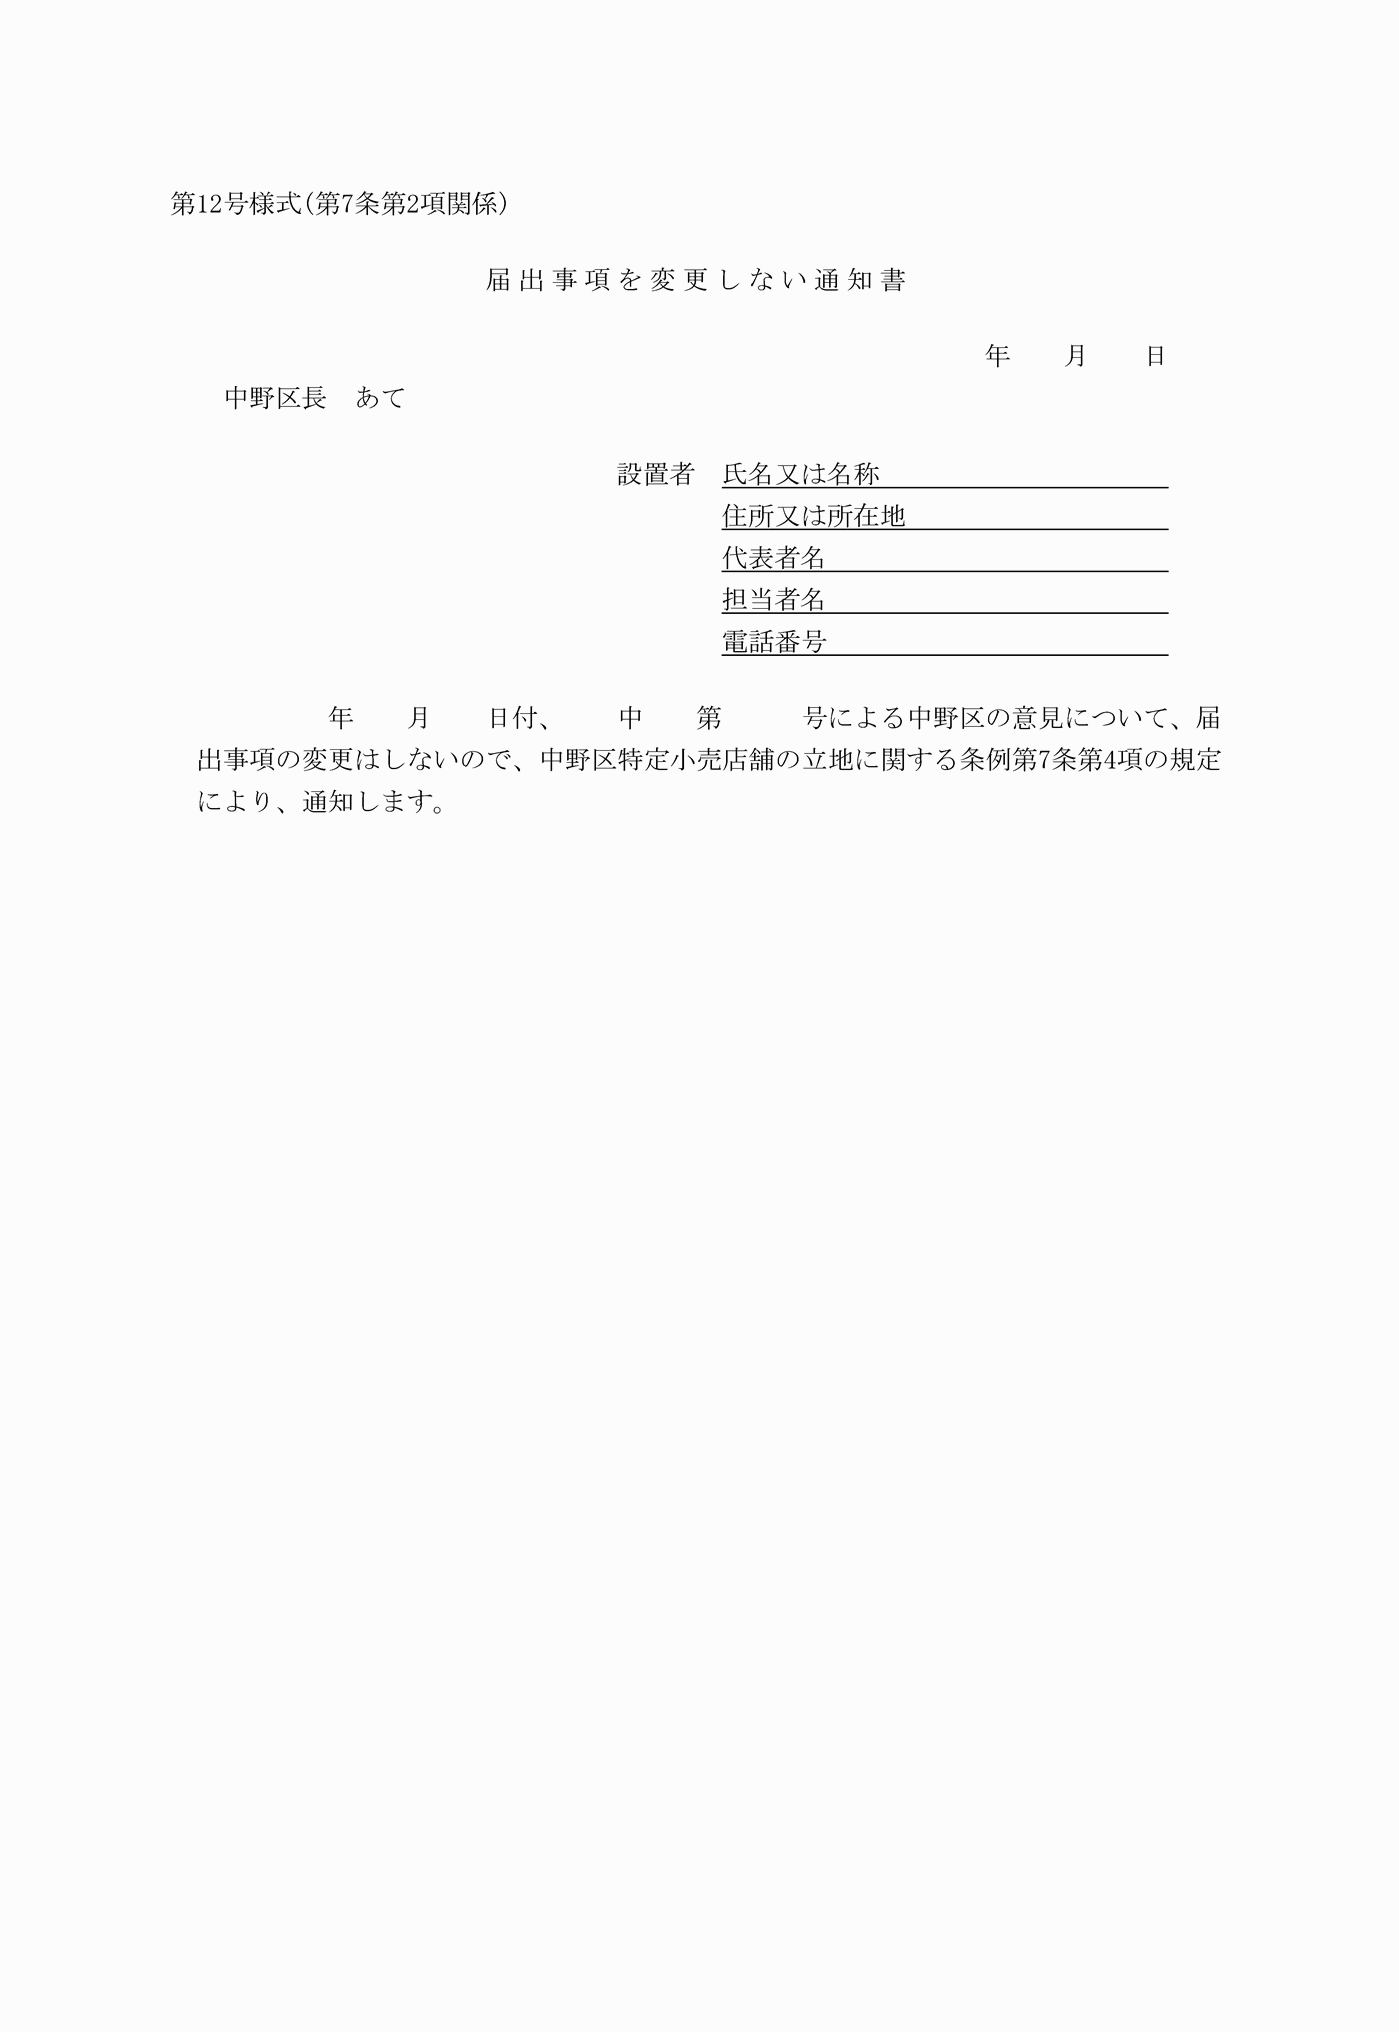 第12号様式(第7条第2項関係)
届出事項を変更しない通知書
年　　月　　日
中野区長　あて
設置者　氏名又は名称
住所又は所在地
代表者名
担当者名
電話番号
年　　月　　日付、　　中　　第　　　号による中野区の意見について、届
出事項の変更はしないので、中野区特定小売店舗の立地に関する条例第7条第4項の規定
により、通知します。